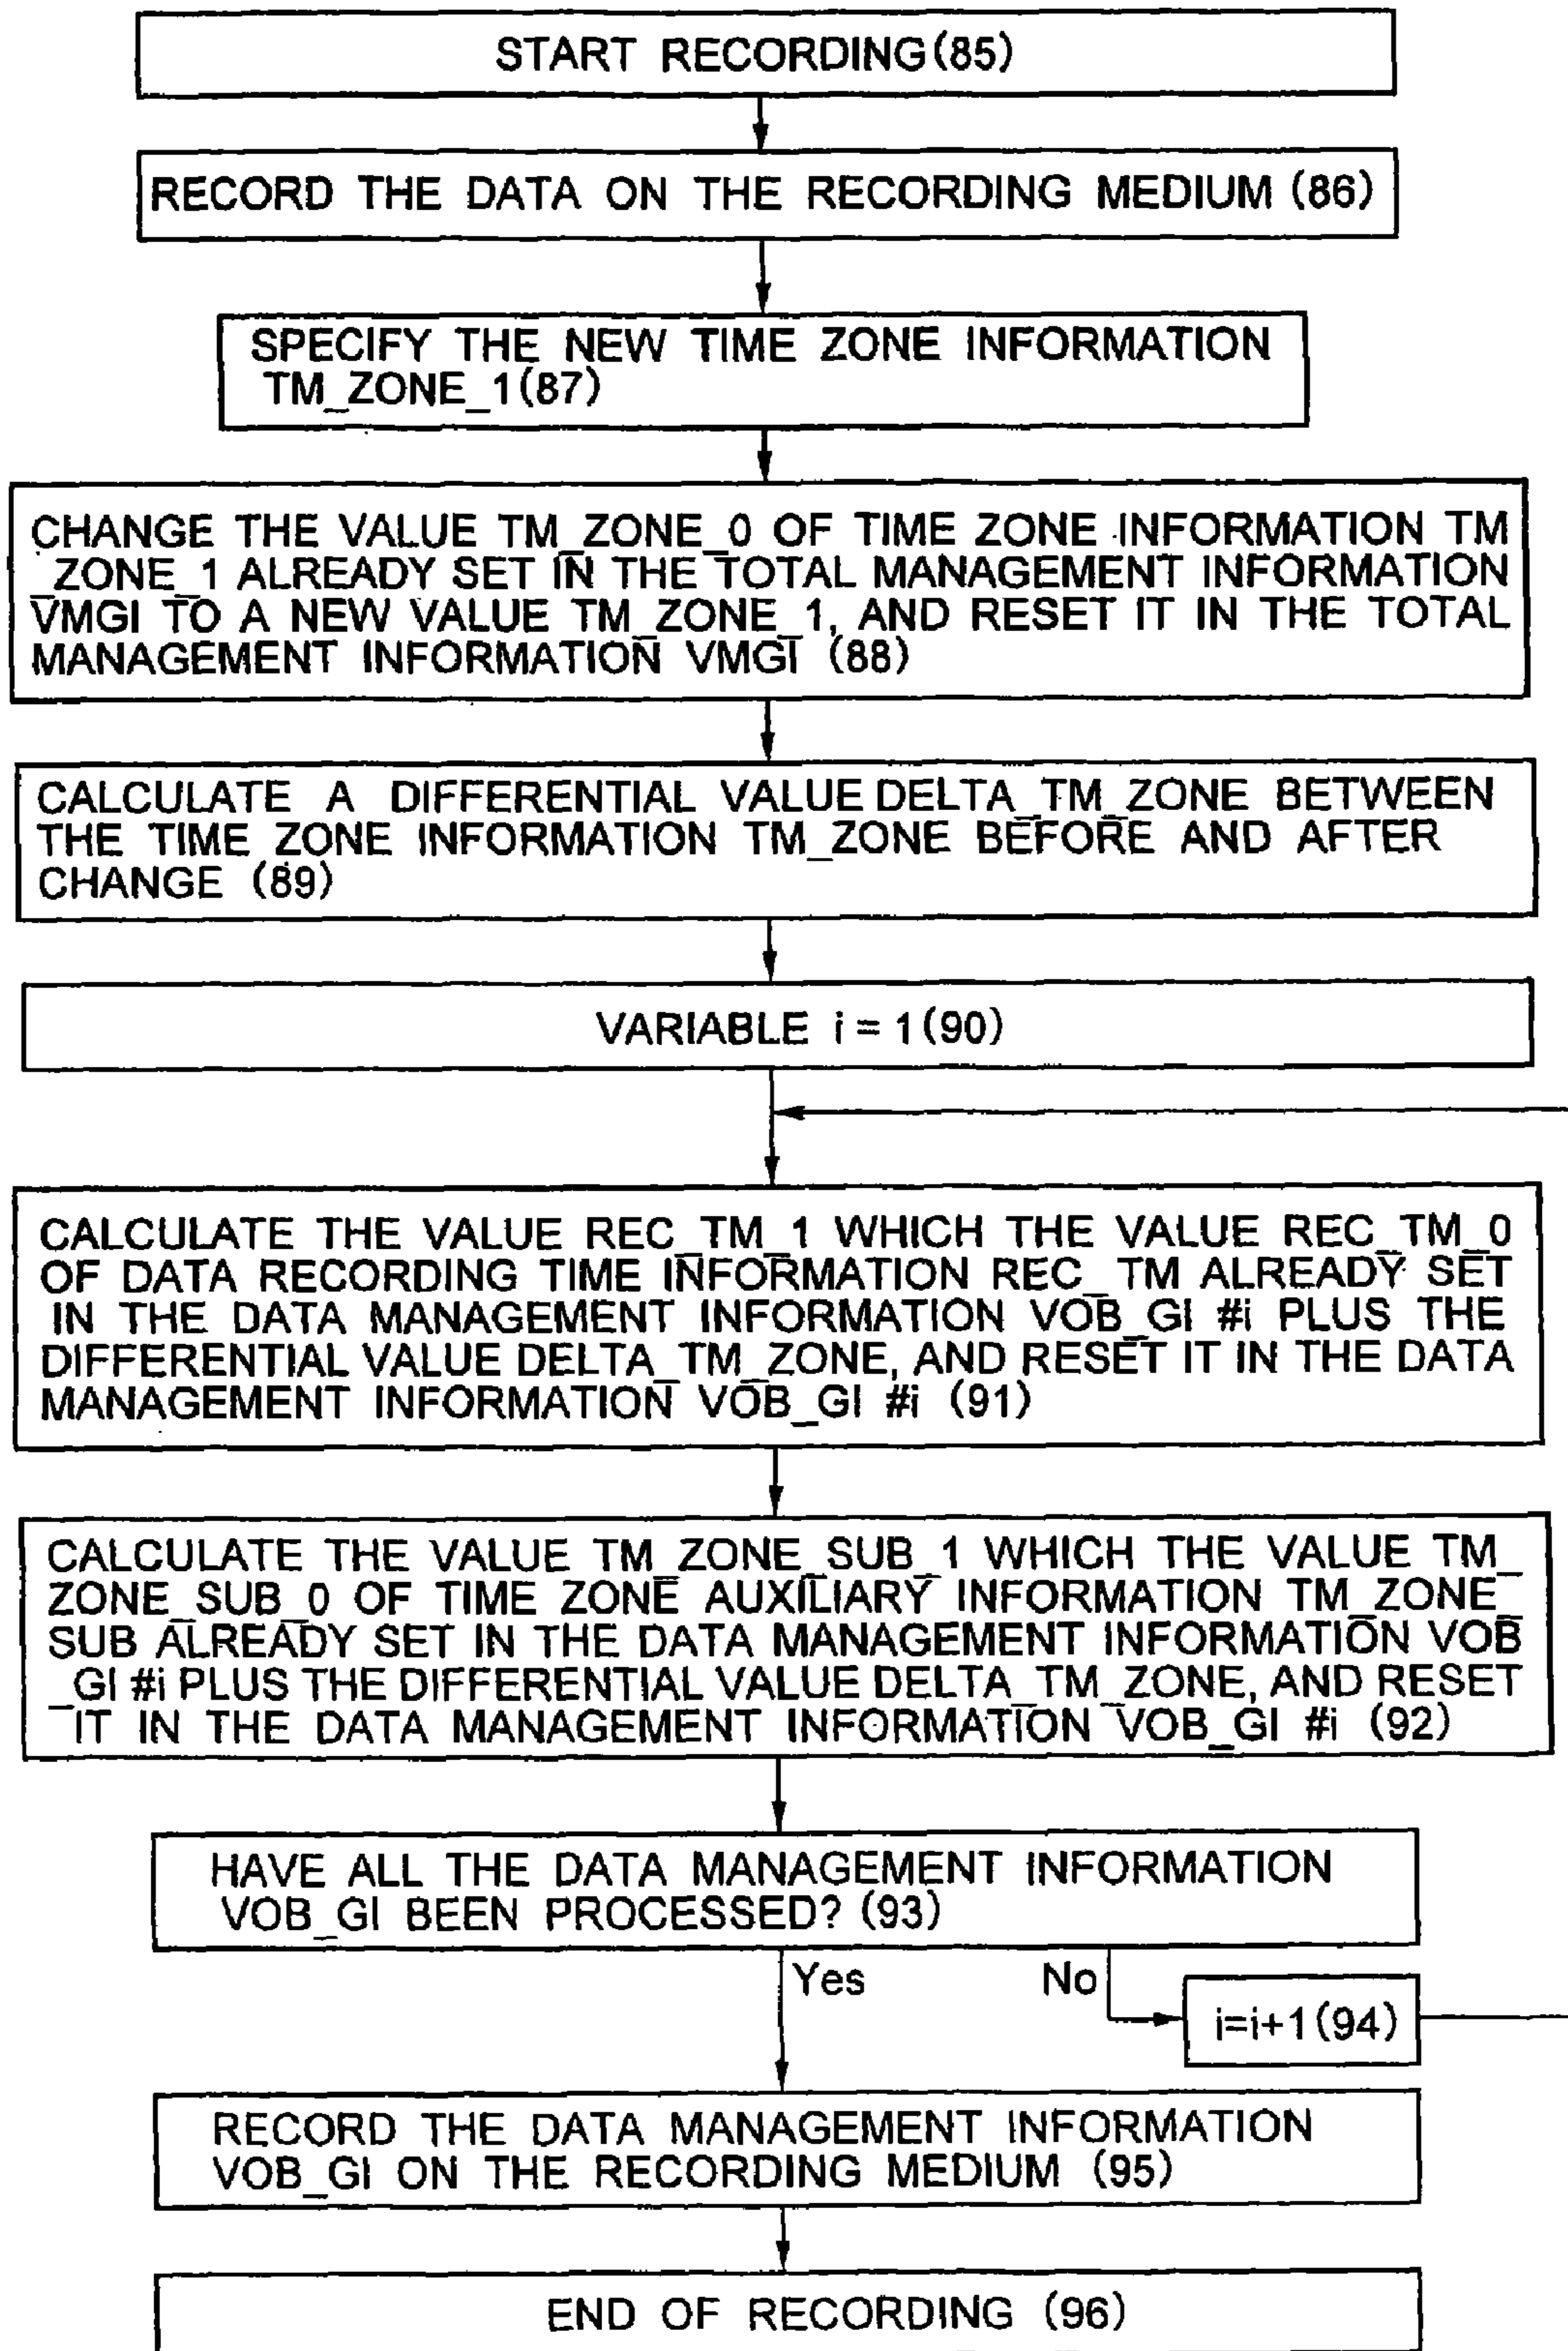 START RECORDING(85)
RECORD THE DATA ON THE RECORDING MEDIUM (86)
SPECIFY THE NEW TIME ZONE INFORMATION
TM_ZONE_1(87)
CHANGE THE VALUE TM_ZONE_0 OF TIME ZONE INFORMATION TM
_ZONE_1 ALREADY SET IN THE TOTAL MANAGEMENT INFORMATION
VMGI TO A NEW VALUE TM_ZONE_1, AND RESET IT IN THE TOTAL
MANAGEMENT INFORMATION VMGI (88)
CALCULATE A DIFFERENTIAL VALUE DELTA_TM_ZONE BETWEEN
THE TIME ZONE INFORMATION TM_ZONE BEFORE AND AFTER
CHANGE (89)
VARIABLE i = 1(90)
CALCULATE THE VALUE REC_TM_1 WHICH THE VALUE REC_TM_0
OF DATA RECORDING TIME INFORMATION REC_TM ALREADY SET
IN THE DATA MANAGEMENT INFORMATION VOB_GI #i PLUS THE
DIFFERENTIAL VALUE DELTA_TM_ZONE, AND RESET IT IN THE DATA
MANAGEMENT INFORMATION VOB_GI #i (91)
CALCULATE THE VALUE TM_ZONE_SUB_1 WHICH THE VALUE TM_
ZONE_SUB_0 OF TIME ZONE AUXILIARY INFORMATION TM_ZONE_
SUB ALREADY SET IN THE DATA MANAGEMENT INFORMATION VOB
_GI #i PLUS THE DIFFERENTIAL VALUE DELTA_TM_ZONE, AND RESET
IT IN THE DATA MANAGEMENT INFORMATION VOB_GI #i (92)
HAVE ALL THE DATA MANAGEMENT INFORMATION
VOB_GI BEEN PROCESSED? (93)
Yes
No
i=i+1(94)
RECORD THE DATA MANAGEMENT INFORMATION
VOB_GI ON THE RECORDING MEDIUM (95)
END OF RECORDING (96)